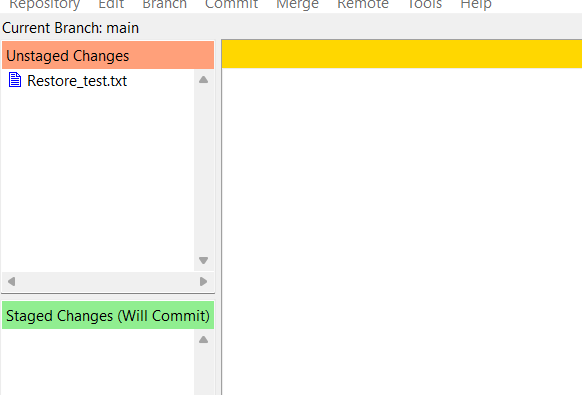 Repository Edit Branch Commit Merge Remote Tools Help
Current Branch: main
Unstaged Changes
Restore_test.txt
Staged Changes (Will Commit)